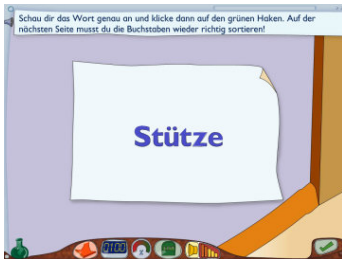 Schau dir das Wort genau an und klicke dann auf den grünen Haken. Auf der
nächsten Seite musst du die Buchstaben wieder richtig sortieren!
Stütze